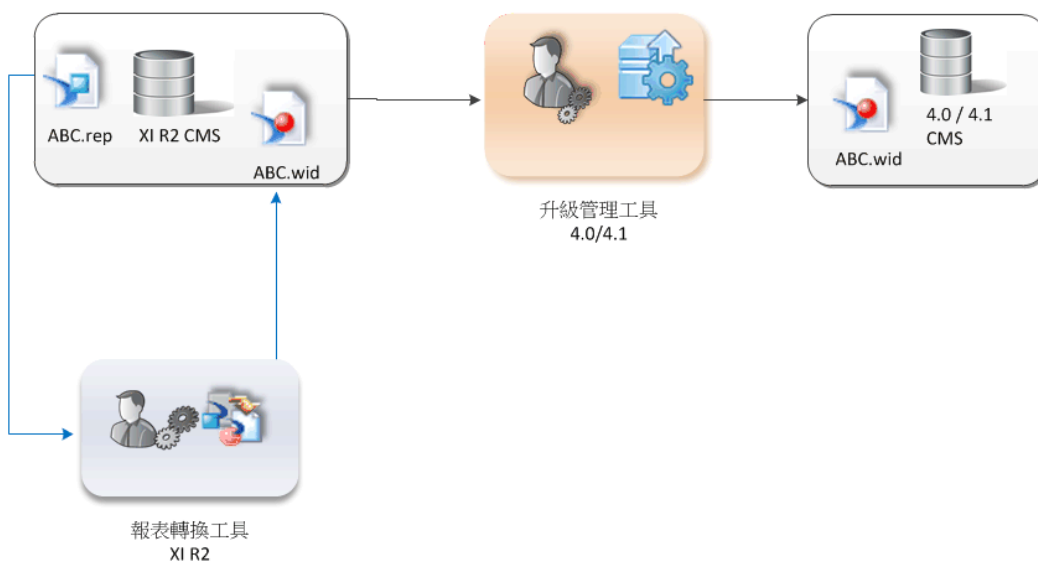 ABC.rep
XI R2 CMS
ABC.wid
升級管理工具
4.0/4.1
ABC.wid
4.0 / 4.1
CMS
報表轉換工具
XI R2